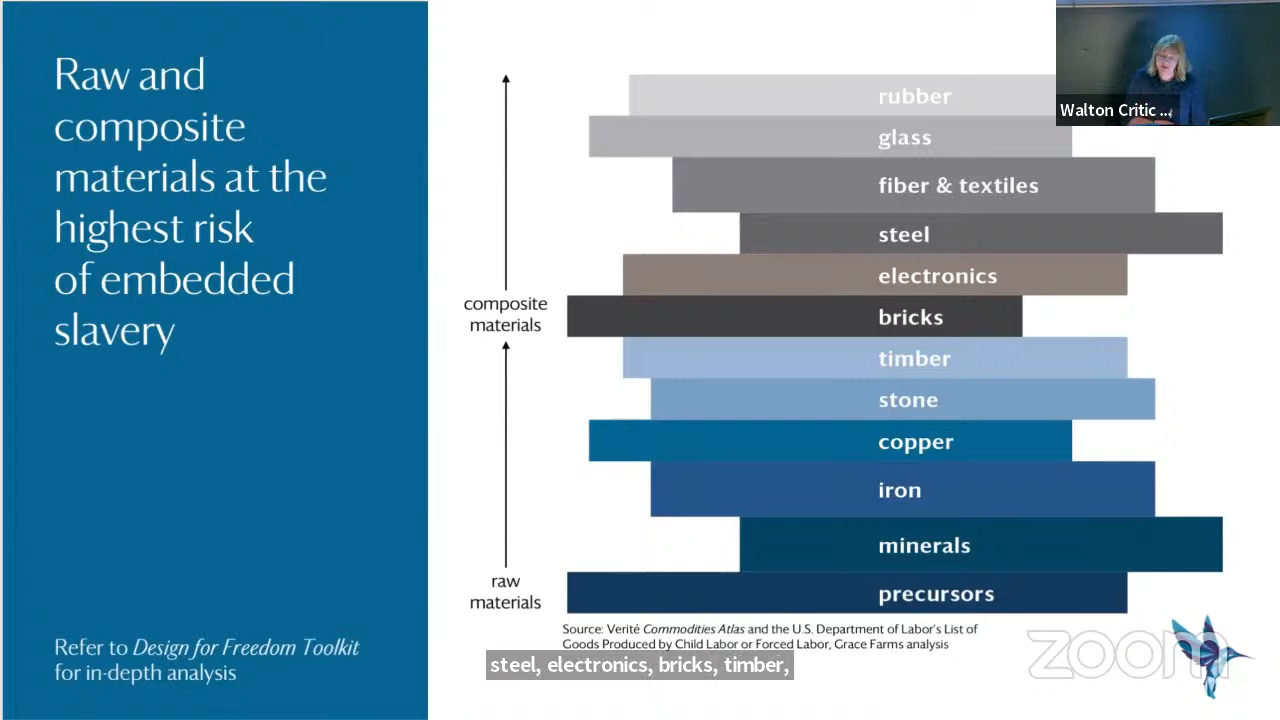 Raw and
composite
materials at the
highest risk
of embedded
slavery
Refer to Design for Freedom Toolkit
for in-depth analysis
composite
materials
raw
materials
rubber
glass
fiber & textiles
steel
electronics
bricks
timber
stone
copper
iron
minerals
precursors
Source: Verité Commodities Atlas and the U.S. Department of Labor's List of
Goods Produced by Child Labor or Forced Labor, Grace Farms analysis
steel, electronics, bricks, timber,
Walton Critic ...
zoom